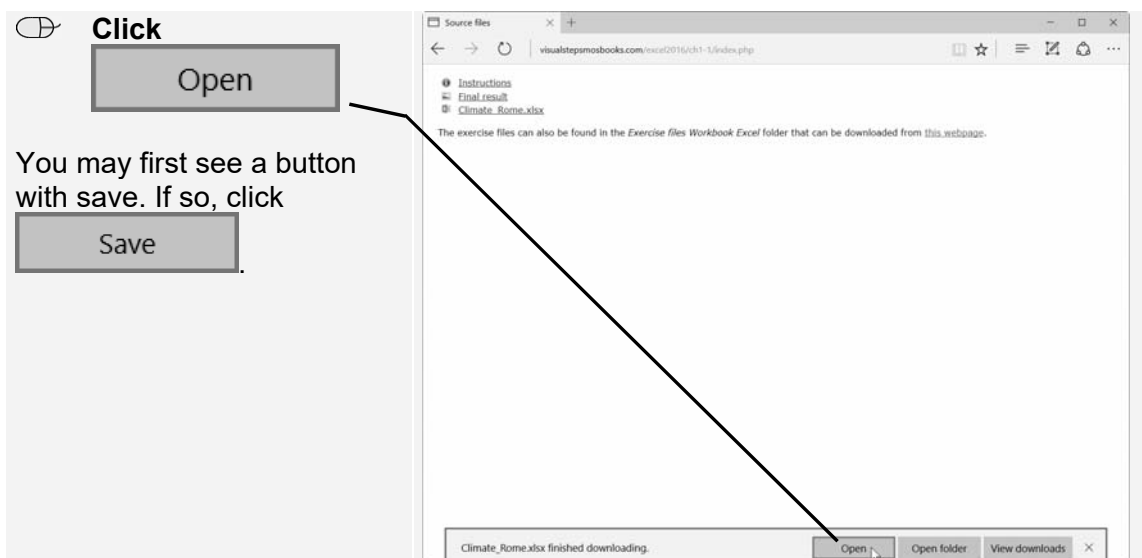 Click
Open
You may first see a button
with save. If so, click
Save.
Source files
visualstepsmosbooks.com/excel2016/ch1-1/index.php
Instructions
Final result
Climate_Rome.xlsx
The exercise files can also be found in the Exercise files Workbook Excel folder that can be downloaded from this webpage.
Climate_Rome.xlsx finished downloading. Open Open folder View downloads